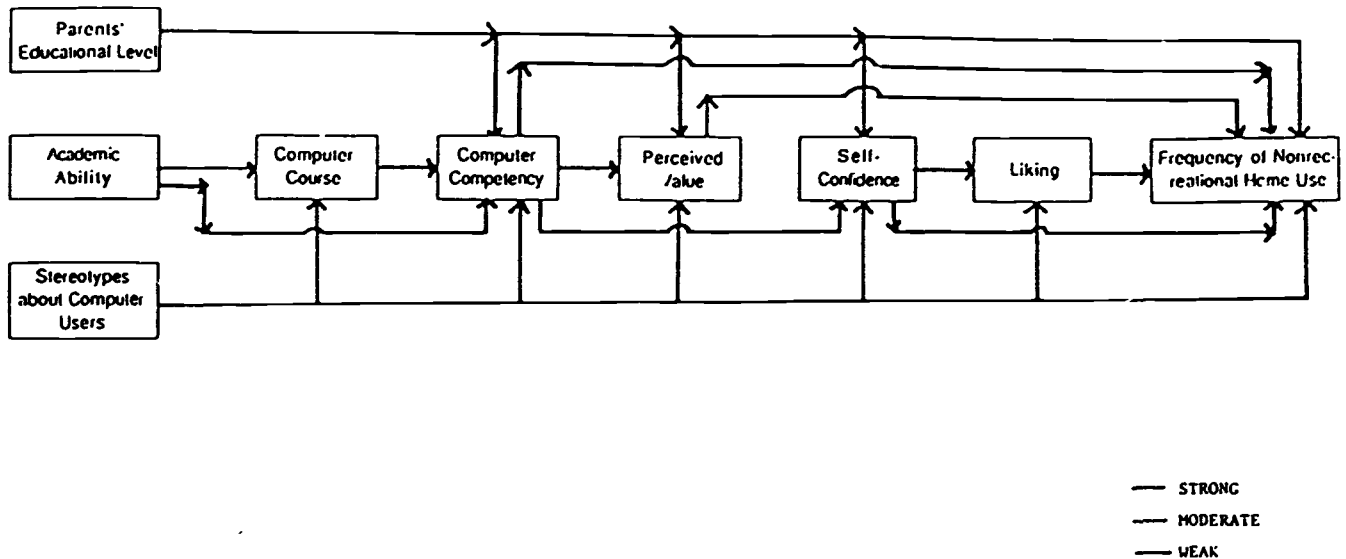 Parents'
Educational Level
Academic
Ability
Computer
Course
Computer
Competency
Perceived
/alue
Self-
Confidence
Liking
Frequency of Nonrec-
reational Home Use
Stereotypes
about Computer
Users
STRONG
MODERATE
WEAK